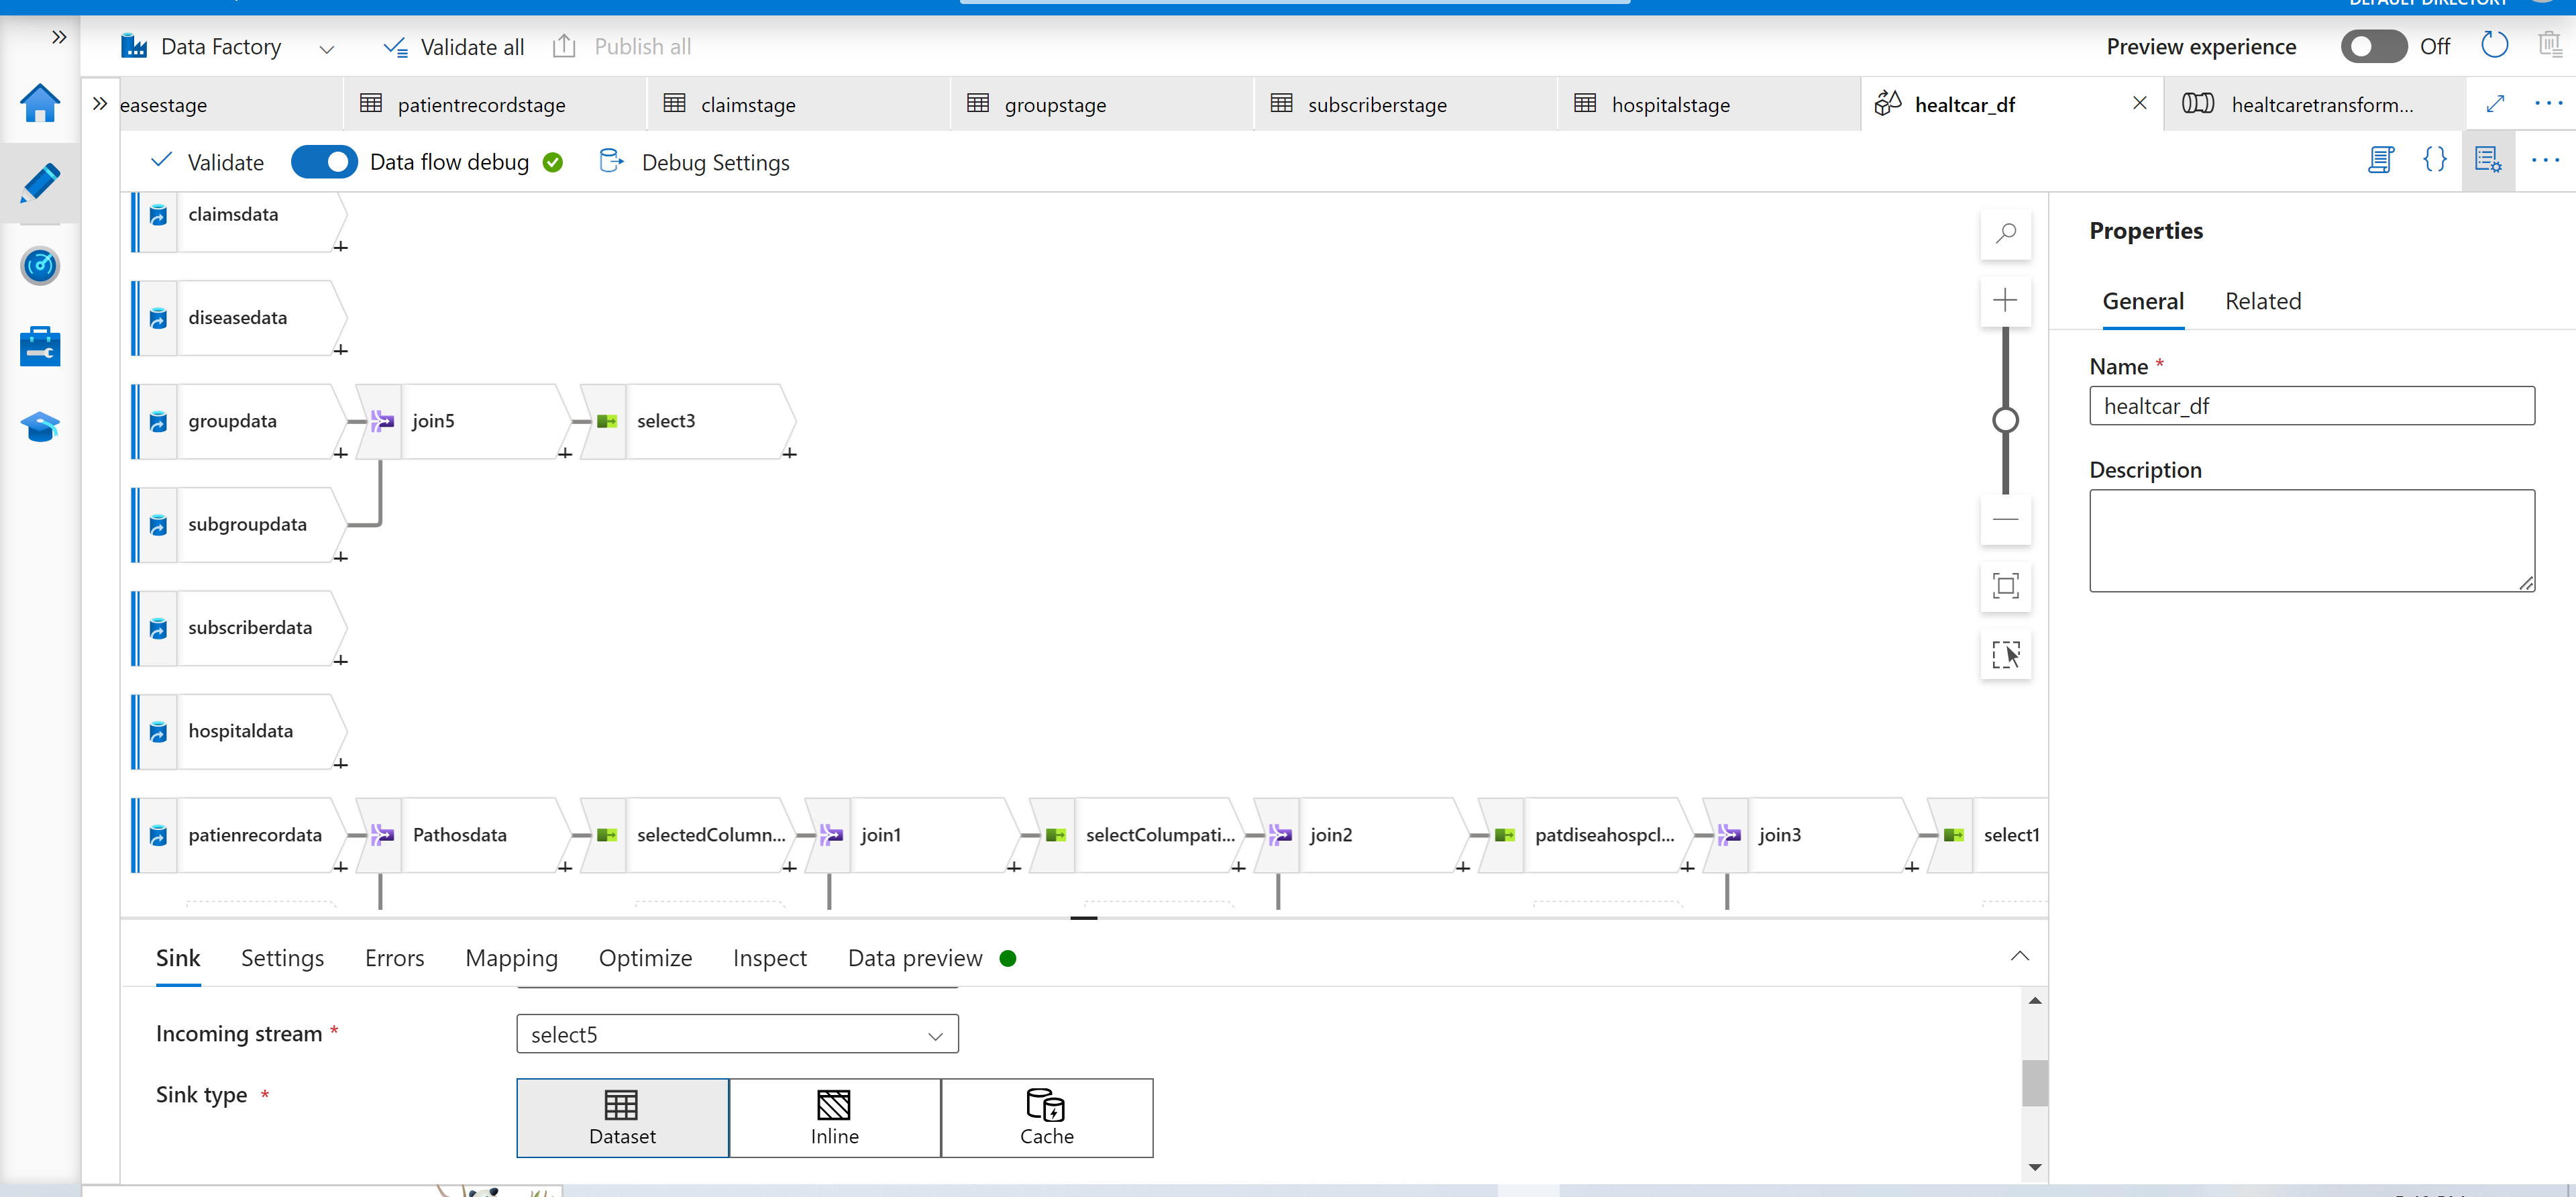 DEFAULT DIRECTORY
Data Factory
Validate all
Publish all
Preview experience
Off
easestage
patientrecordstage
claimstage
groupstage
subscriberstage
hospitalstage
healtcar_df
healtcaretransform...
Validate
Data flow debug
Debug Settings
claimsdata
diseasedata
groupdata
join5
select3
subgroupdata
subscriberdata
hospitaldata
patienrecordata
Pathosdata
selectedColumn...
join1
selectColumpati...
join2
patdiseahospcl...
join3
select1
Properties
General
Related
Name *
healtcar_df
Description
Sink
Settings
Errors
Mapping
Optimize
Inspect
Data preview
Incoming stream *
select5
Sink type *
Dataset
Inline
Cache